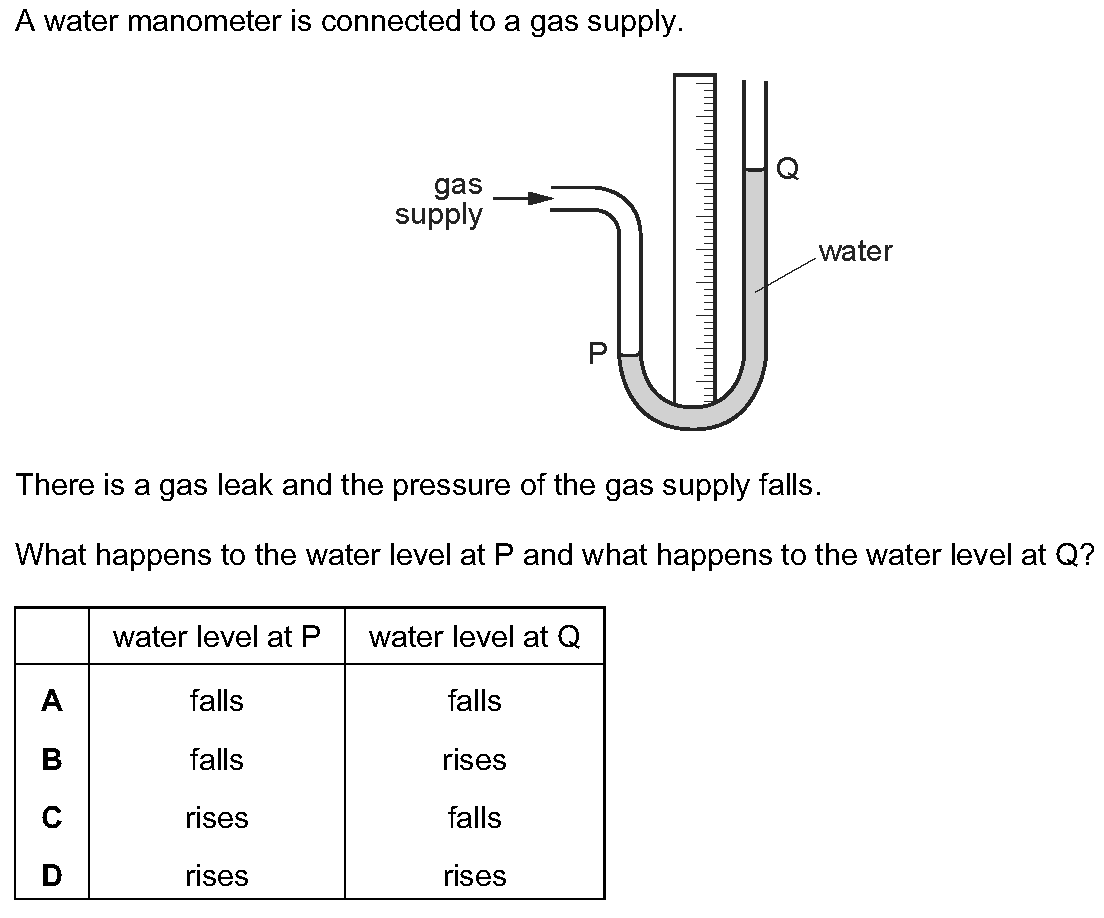 A water manometer is connected to a gas supply.
gas
supply
Q
water
P
There is a gas leak and the pressure of the gas supply falls.
What happens to the water level at P and what happens to the water level at Q?
water level at P water level at Q
A falls falls
B falls rises
C rises falls
D rises rises